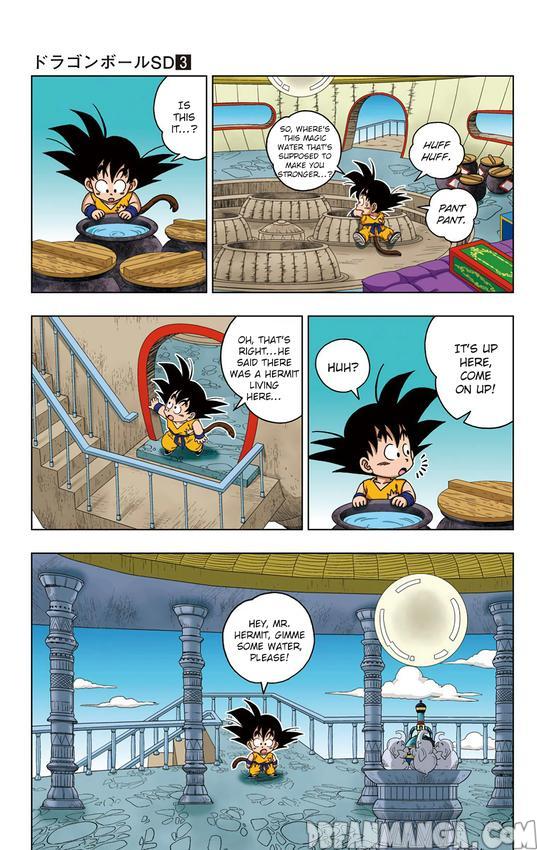 ドラゴンボールSD3
SO, WHERE'S
THIS MAGIC
WATER THAT'S
SUPPOSED TO
MAKE YOU
STRONGER...?
HUFF
HUFF.
PANT
PANT.
IS
THIS
IT...?
IT'S UP
HERE,
COME
ON UP!
HUH?
OH, THAT'S
RIGHT...HE
SAID THERE
WAS A HERMIT
LIVING
HERE...
HEY, MR.
HERMIT, GIMME
SOME WATER,
PLEASE!
DREANMANGA.COM